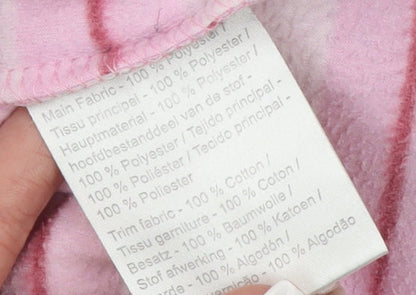 Main Fabric - 100 % Polyester /
Tissu principal - 100 % Polyester /
Hauptmaterial - 100 % Polyester /
hoofdbestanddeel van de stof -
100 % Polyester / Tejido principal -
100 % Poliéster / Tecido principal -
100 % Poliester
Trim fabric - 100 % Cotton /
Tissu garniture - 100 % Coton /
Besatz - 100 % Baumwolle /
Stof afwerking - 100 % Katoen /
100 % Algodón /
100 % Algodão